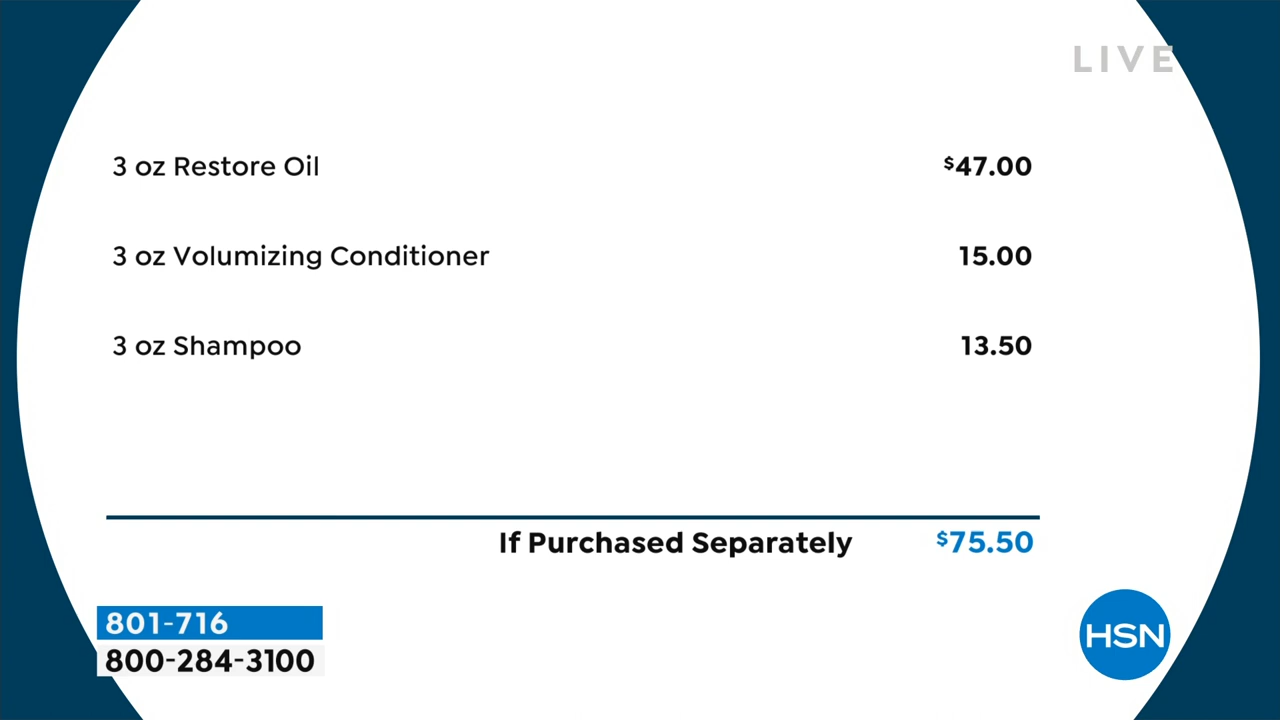 LIVE
3 oz Restore Oil $47.00
3 oz Volumizing Conditioner 15.00
3 oz Shampoo 13.50
If Purchased Separately $75.50
801-716
800-284-3100
HSN